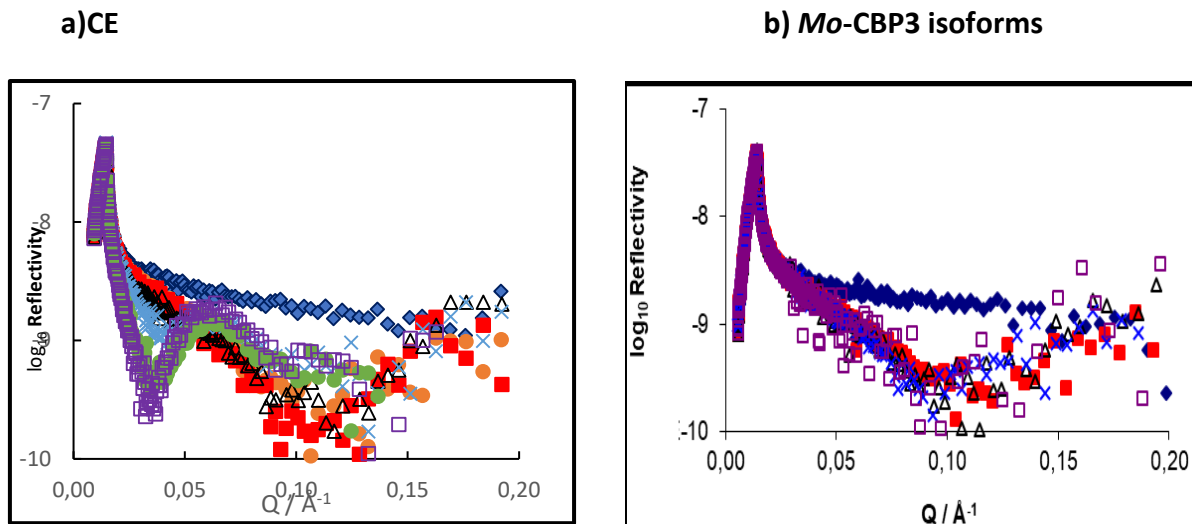 a)CE
b) Mo-CBP3 isoforms
-7
-8
-9
-10
log₁₀ Reflectivity
0,00 0,05 0,10 0,15 0,20
Q / Å⁻¹
-7
-8
-9
-10
log₁₀ Reflectivity
0,00 0,05 0,10 0,15 0,20
Q / Å⁻¹